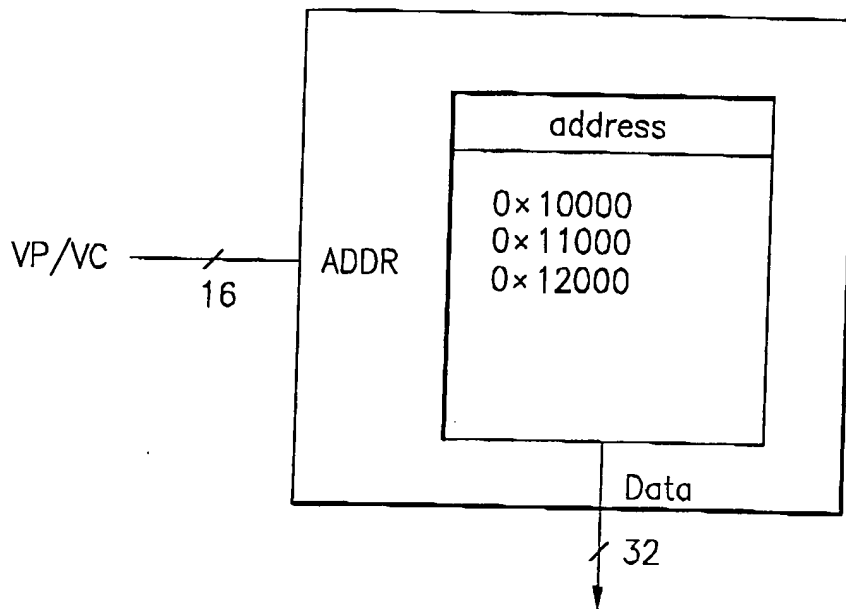 address
0×10000
0×11000
0×12000
VP/VC
16
ADDR
Data
32